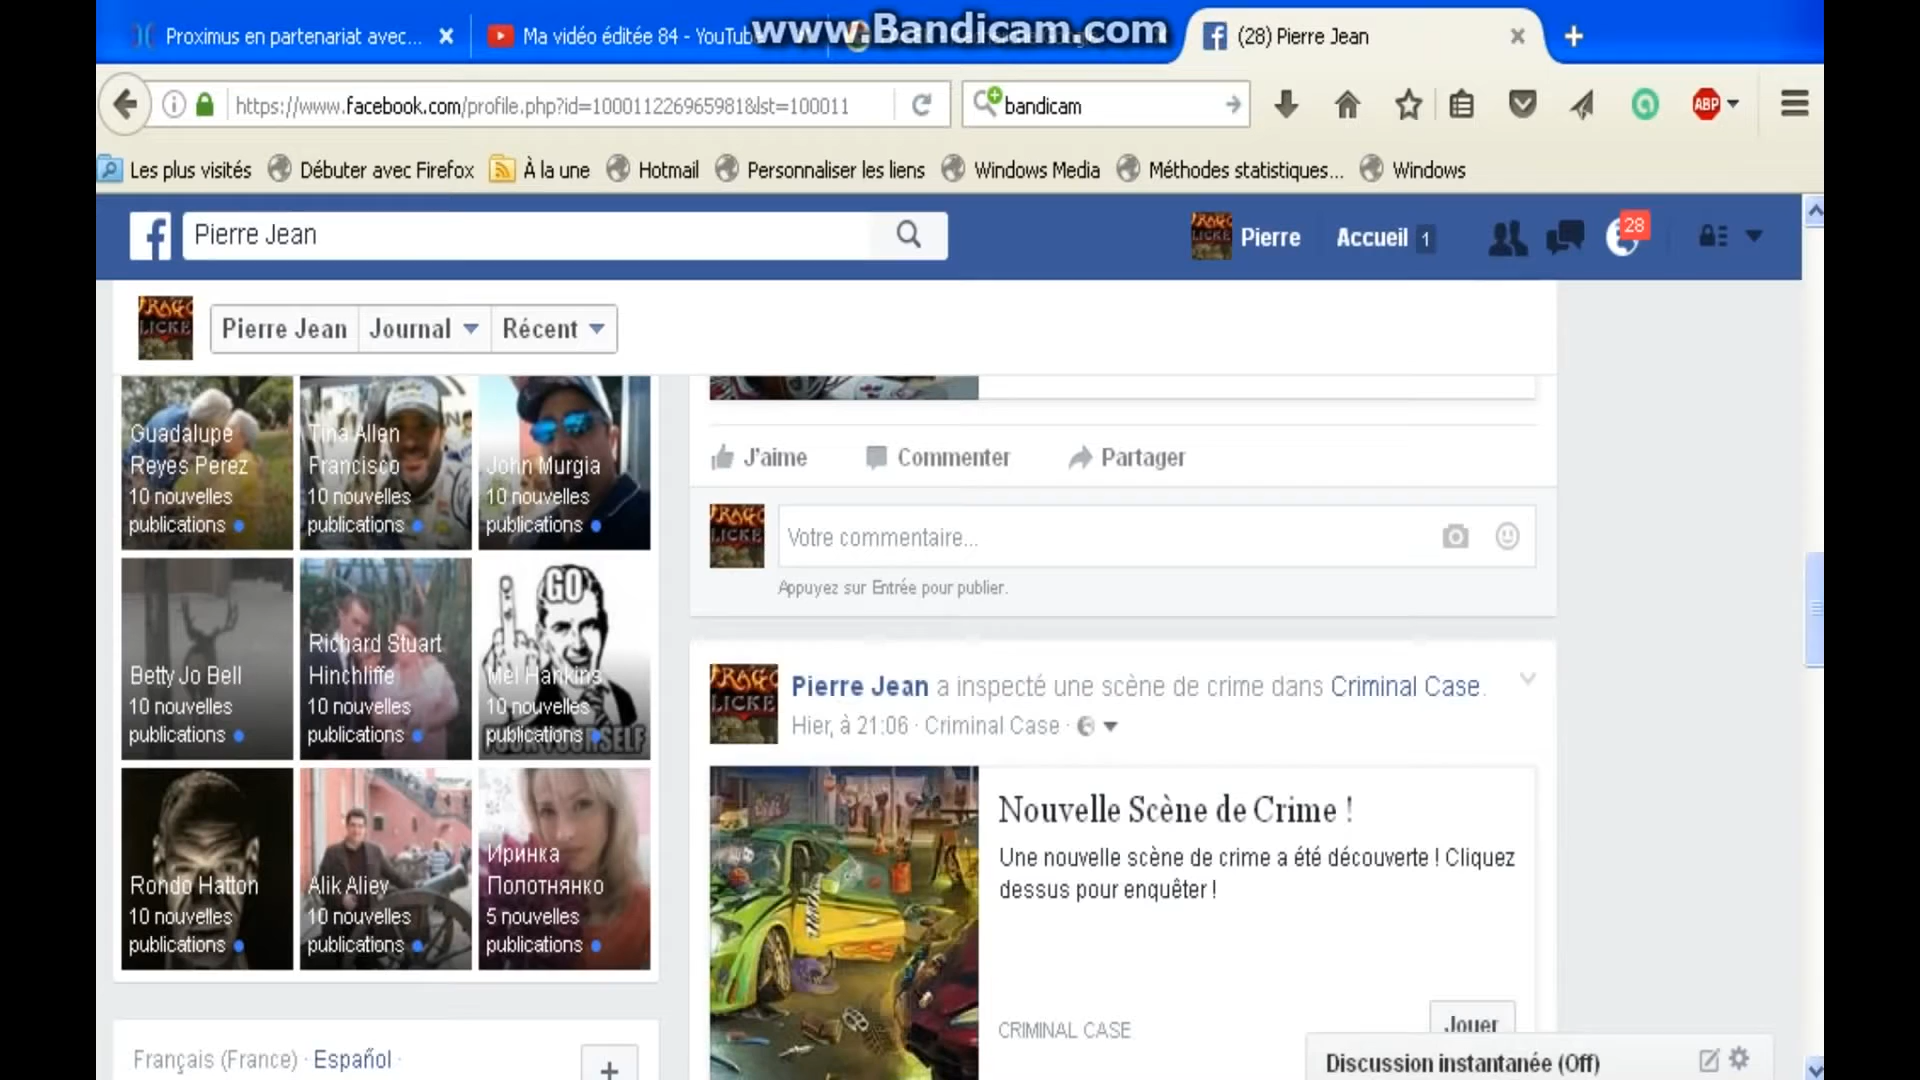 www.Bandicam.com
Proximus en partenariat avec...
Ma vidéo éditée 84 - YouTube
(28) Pierre Jean
https://www.facebook.com/profile.php?id=100011226965981&lst=100011
bandicam
ABP
Les plus visités
Débuter avec Firefox
À la une
Hotmail
Personnaliser les liens
Windows Media
Méthodes statistiques...
Windows
Pierre Jean
Pierre
Accueil 1
28
Pierre Jean
Journal
Récent
Guadalupe
Reyes Perez
10 nouvelles
publications
Tina Allen
Francisco
10 nouvelles
publications
John Murgia
10 nouvelles
publications
Betty Jo Bell
10 nouvelles
publications
Richard Stuart
Hinchliffe
10 nouvelles
publications
GO
Mel Hankins
10 nouvelles
publications
YOURSELF
Rondo Hatton
10 nouvelles
publications
Alik Aliev
10 nouvelles
publications
Иринка
Полотнянко
5 nouvelles
publications
Français (France) · Español ·
J'aime
Commenter
Partager
Votre commentaire...
Appuyez sur Entrée pour publier.
Pierre Jean a inspecté une scène de crime dans Criminal Case.
Hier, à 21:06 · Criminal Case ·
Nouvelle Scène de Crime !
Une nouvelle scène de crime a été découverte ! Cliquez
dessus pour enquêter !
CRIMINAL CASE
Jouer
Discussion instantanée (Off)